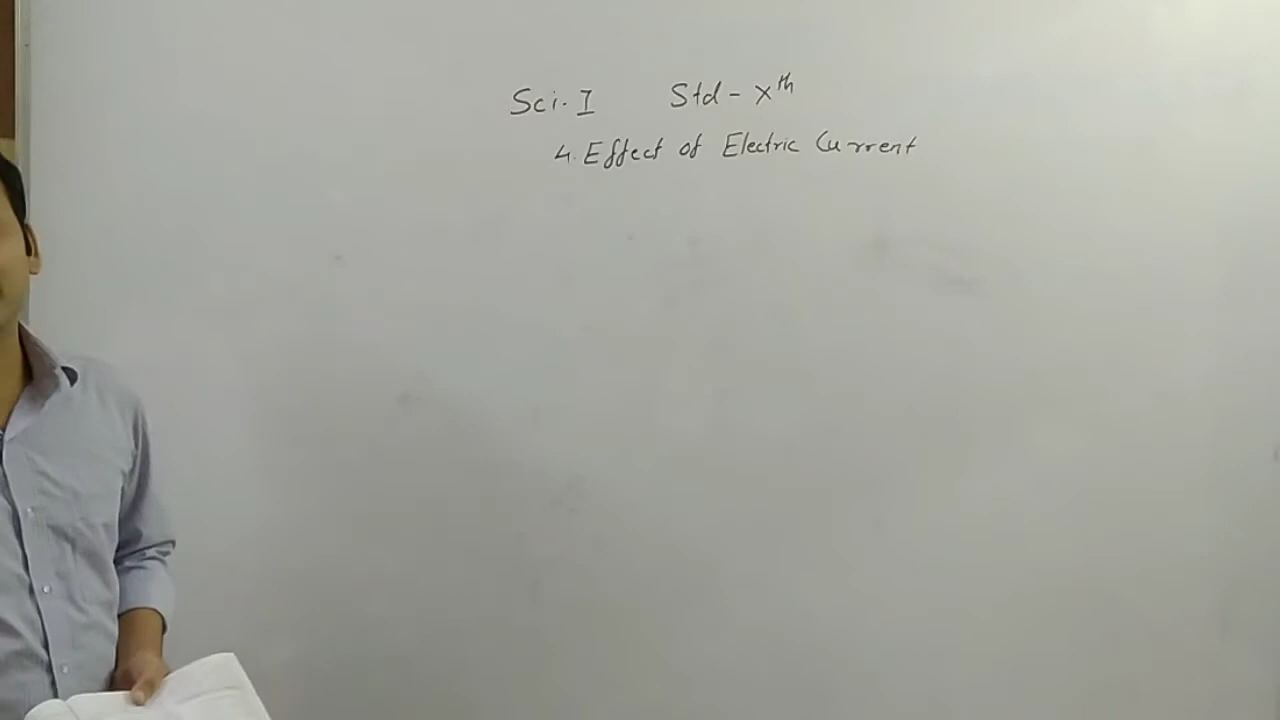 Sci. I Std - Xth
4. Effect of Electric Current